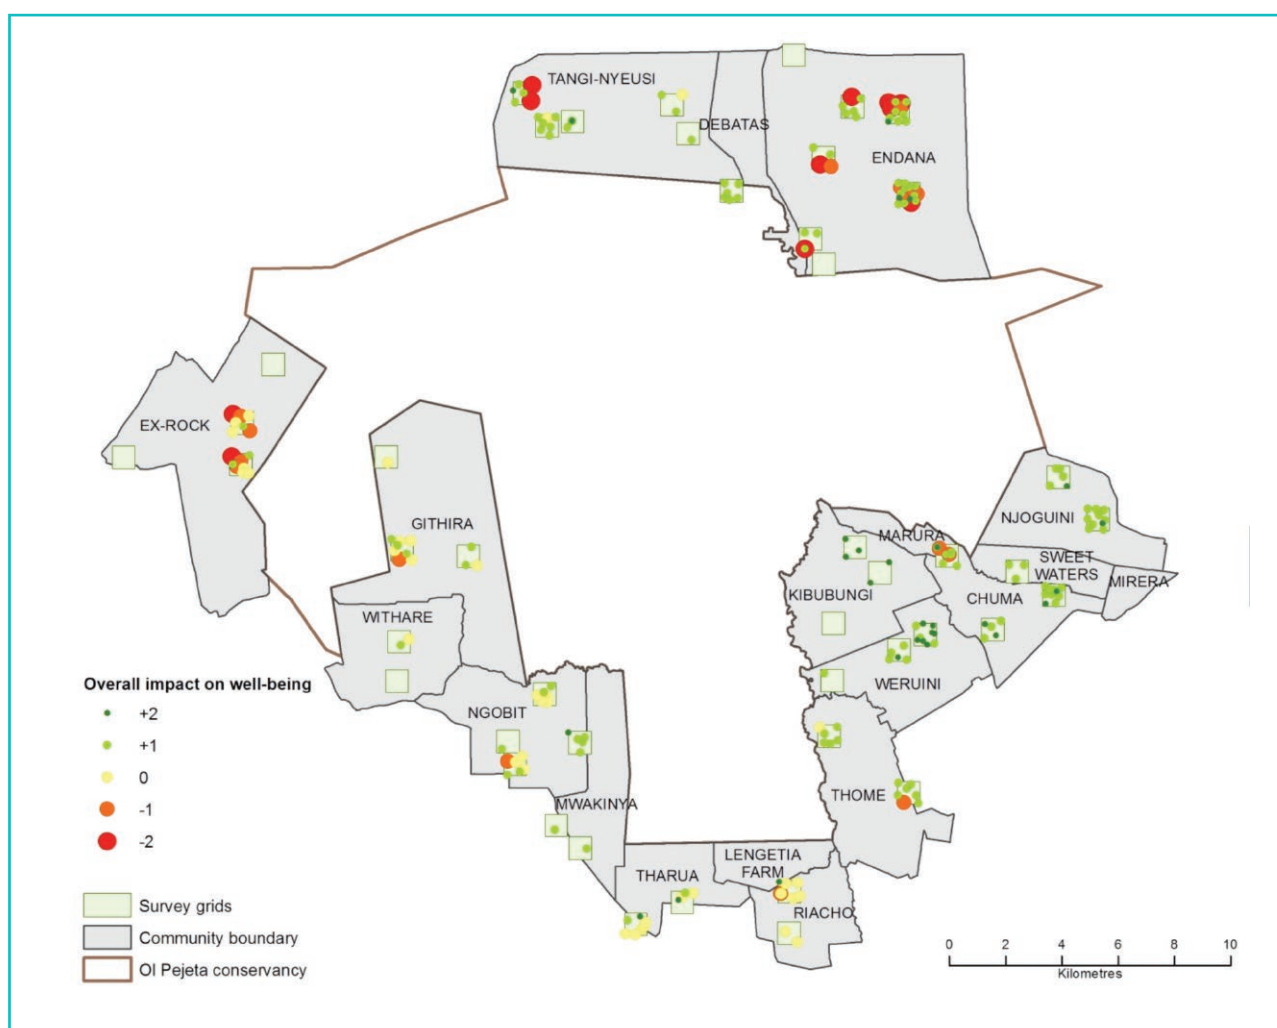 TANGI-NYEUSI
DEBATAS
ENDANA
EX-ROCK
GITHIRA
NJOGUINI
MARURA
SWEET
WATERS
MIRERA
KIBUBUNGI
CHUMA
WITHARE
WERUINI
NGOBIT
THOME
MWAKINYA
LENGETIA
FARM
THARUA
RIACHO
Overall impact on well-being
+2
+1
0
-1
-2
Survey grids
Community boundary
Ol Pejeta conservancy
0 2 4 6 8 10
Kilometres